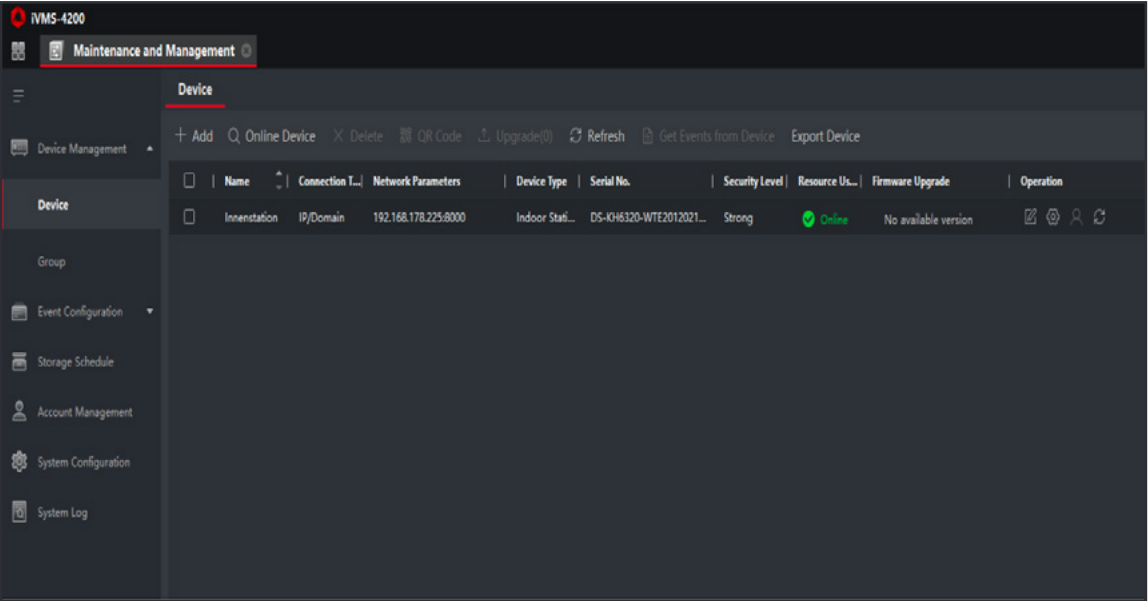 iVMS-4200
Maintenance and Management
Device
Add Online Device Delete QR Code Upgrade(0) Refresh Get Events from Device Export Device
Device Management
Name Connection T... Network Parameters Device Type Serial No. Security Level Resource Us... Firmware Upgrade Operation
Device
Innenstation IP/Domain 192.168.178.225:8000 Indoor Stati... DS-KH6320-WTE2012021... Strong Online No available version
Group
Event Configuration
Storage Schedule
Account Management
System Configuration
System Log